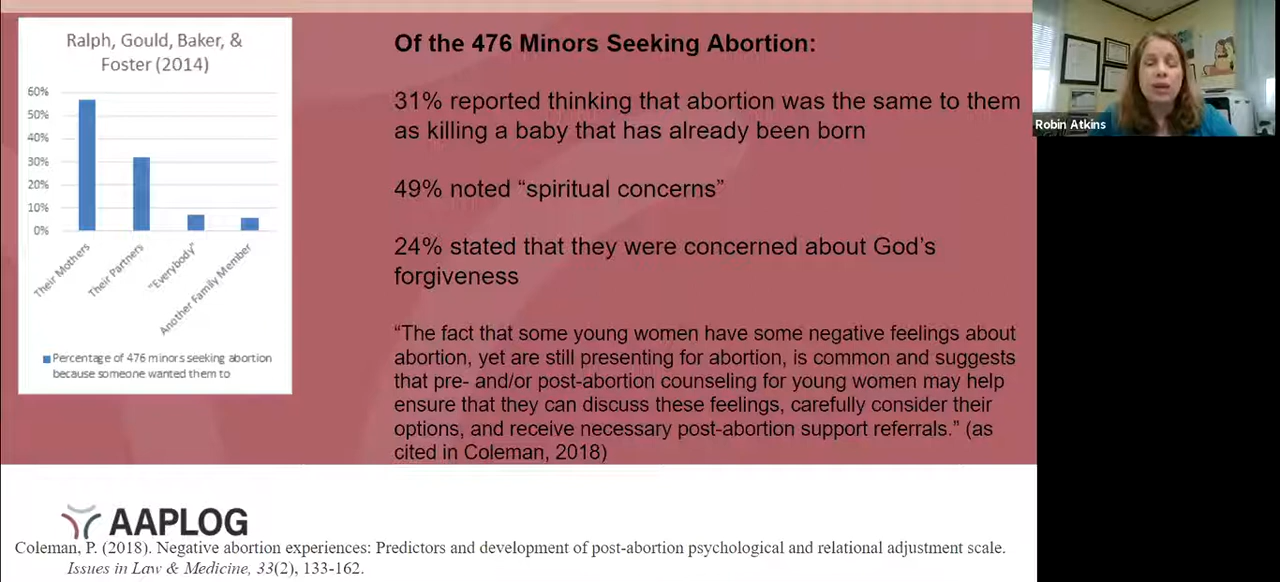 Ralph, Gould, Baker, &
Foster (2014)
60%
50%
40%
30%
20%
10%
0%
Their Mothers
Their Partners
"Everybody"
Another Family Member
Percentage of 476 minors seeking abortion
because someone wanted them to
Of the 476 Minors Seeking Abortion:
31% reported thinking that abortion was the same to them
as killing a baby that has already been born
49% noted “spiritual concerns”
24% stated that they were concerned about God’s
forgiveness
“The fact that some young women have some negative feelings about
abortion, yet are still presenting for abortion, is common and suggests
that pre- and/or post-abortion counseling for young women may help
ensure that they can discuss these feelings, carefully consider their
options, and receive necessary post-abortion support referrals.” (as
cited in Coleman, 2018)
Robin Atkins
AAPLOG
Coleman, P. (2018). Negative abortion experiences: Predictors and development of post-abortion psychological and relational adjustment scale.
Issues in Law & Medicine, 33(2), 133-162.